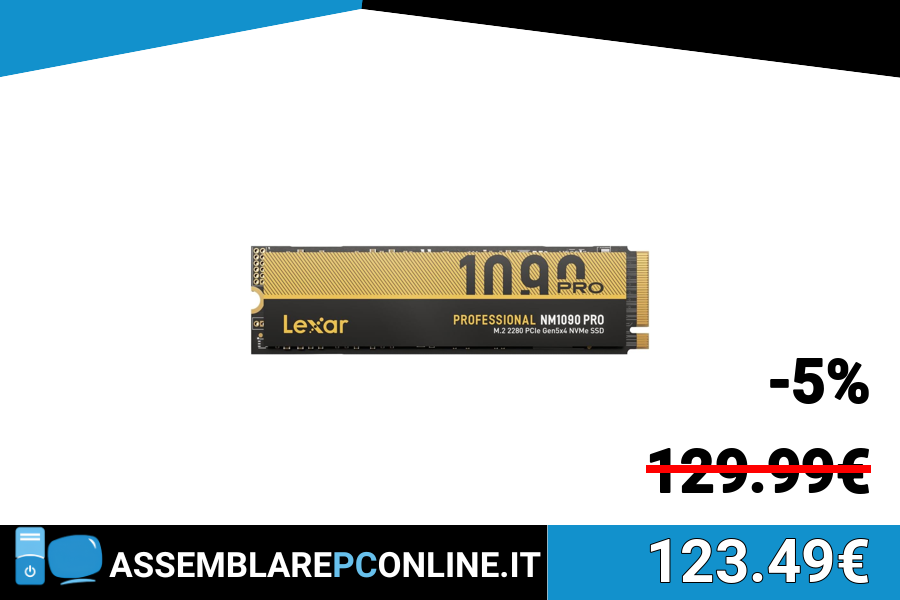 1090
PRO
Lexar
PROFESSIONAL NM1090 PRO
M.2 2280 PCIe Gen5x4 NVMe SSD
-5%
129.99€
ASSEMBLAREPCONLINE.IT
123.49€